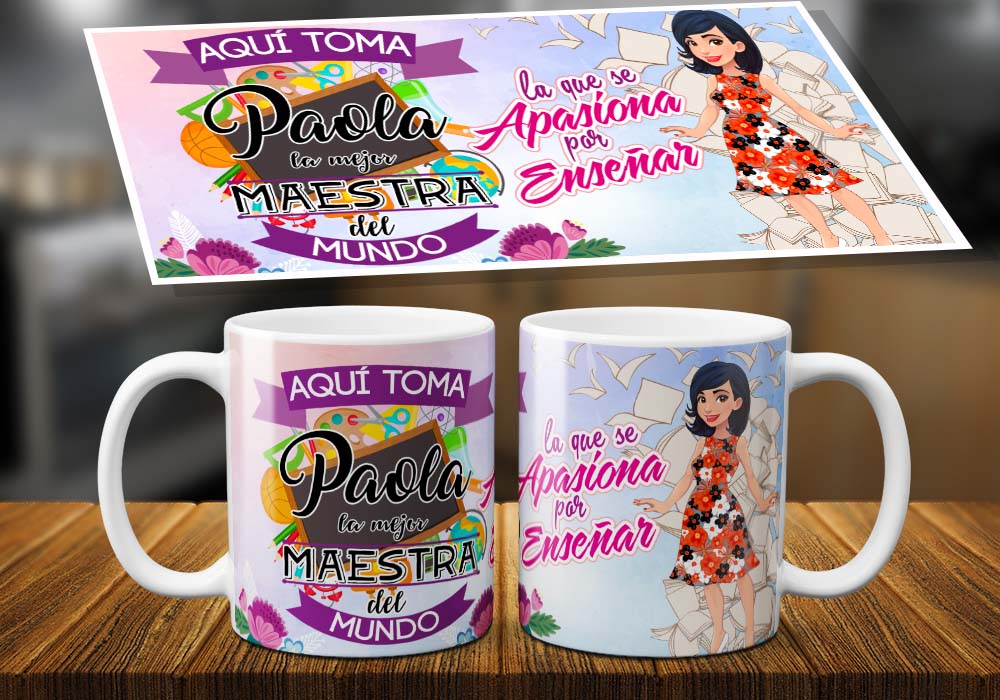 AQUÍ TOMA
Paola
la mejor
MAESTRA
del
MUNDO
la que se
Apasiona
por
Enseñar
AQUÍ TOMA
Paola
la mejor
MAESTRA
del
MUNDO
la que se
Apasiona
por
Enseñar